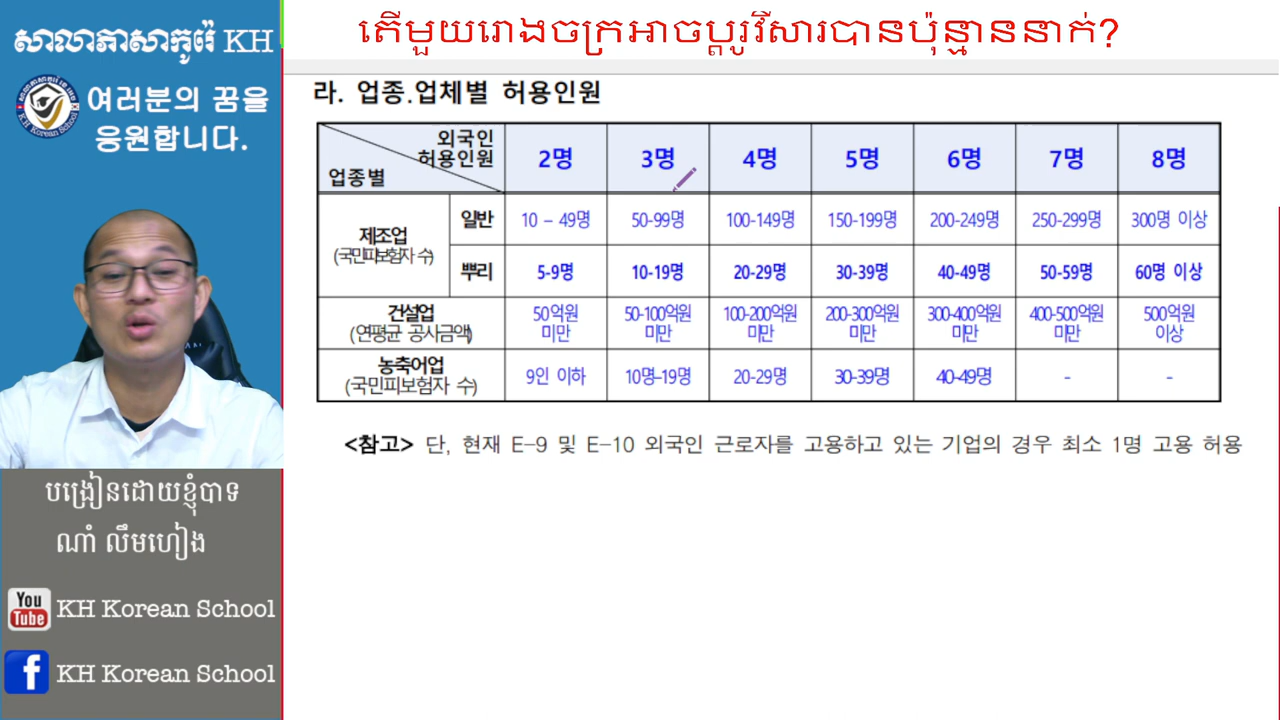 សាលាភាសាកូរ៉េ KH
여러분의 꿈을
응원합니다.
តើមួយរោងចក្រអាចប្តូរវីសារបានប៉ុន្មាននាក់?
라. 업종.업체별 허용인원
외국인 허용인원 업종별 2명 3명 4명 5명 6명 7명 8명
제조업 (국민피보험자 수) 일반 10 – 49명 50-99명 100-149명 150-199명 200-249명 250-299명 300명 이상
뿌리 5-9명 10-19명 20-29명 30-39명 40-49명 50-59명 60명 이상
건설업 (연평균 공사금액) 50억원 미만 50-100억원 미만 100-200억원 미만 200-300억원 미만 300-400억원 미만 400-500억원 미만 500억원 이상
농축어업 (국민피보험자 수) 9인 이하 10명–19명 20-29명 30-39명 40-49명 - -
<참고> 단, 현재 E-9 및 E-10 외국인 근로자를 고용하고 있는 기업의 경우 최소 1명 고용 허용
បង្រៀនដោយខ្ញុំបាទ
ណាំ លឹមហៀង
You Tube KH Korean School
f KH Korean School